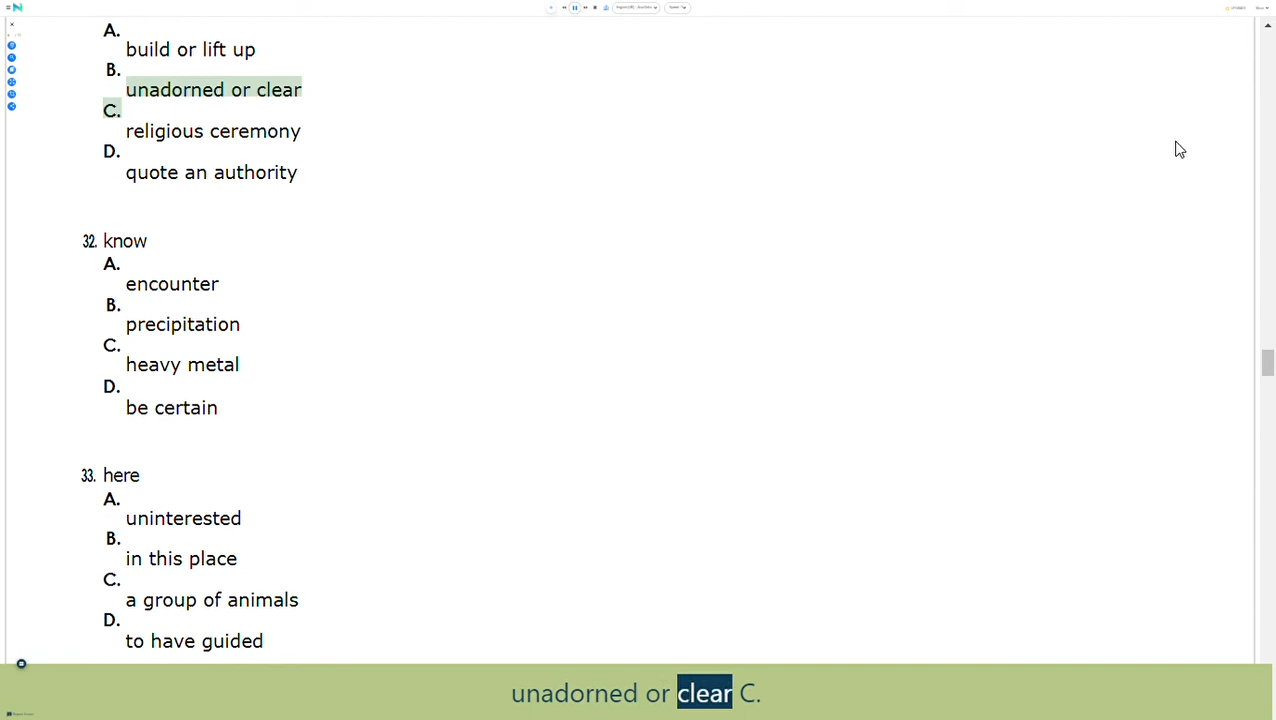 A.
build or lift up
B.
unadorned or clear
C.
religious ceremony
D.
quote an authority
32. know
A.
encounter
B.
precipitation
C.
heavy metal
D.
be certain
33. here
A.
uninterested
B.
in this place
C.
a group of animals
D.
to have guided
unadorned or clear C.